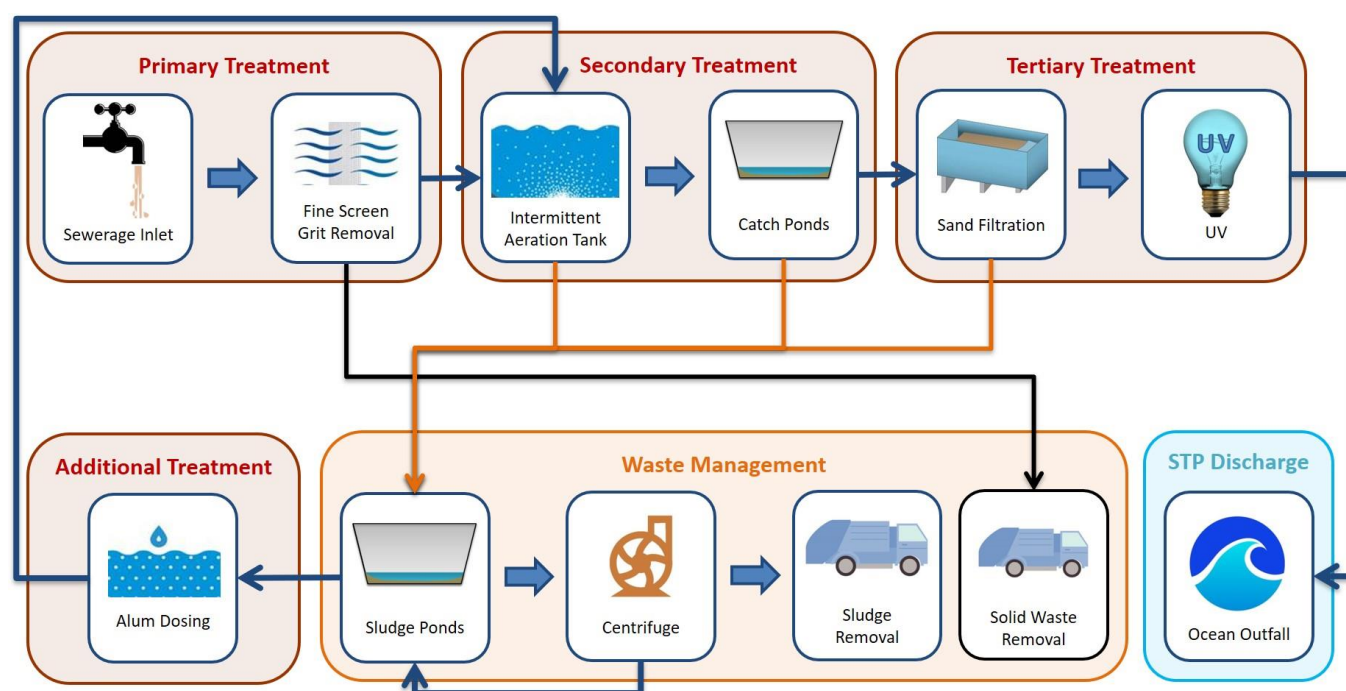 Primary Treatment
Secondary Treatment
Tertiary Treatment
Sewerage Inlet
Fine Screen
Grit Removal
Intermittent
Aeration Tank
Catch Ponds
Sand Filtration
UV
UV
Additional Treatment
Waste Management
STP Discharge
Alum Dosing
Sludge Ponds
Centrifuge
Sludge
Removal
Solid Waste
Removal
Ocean Outfall